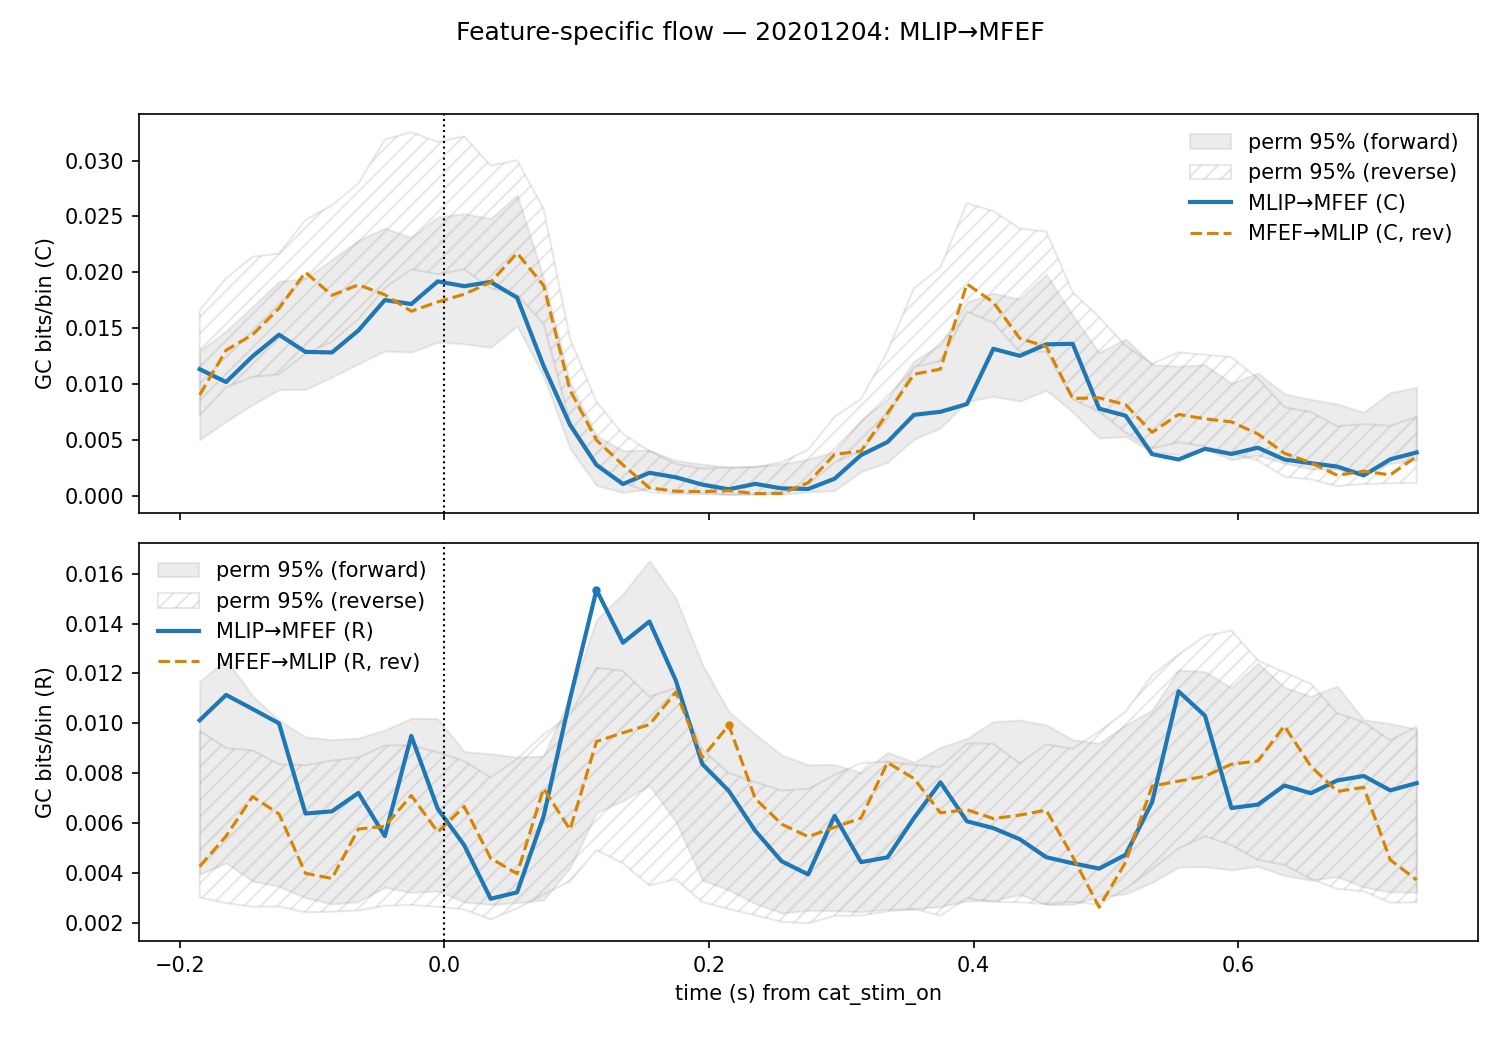 Feature-specific flow — 20201204: MLIP→MFEF
GC bits/bin (C)
0.030
0.025
0.020
0.015
0.010
0.005
0.000
perm 95% (forward)
perm 95% (reverse)
MLIP→MFEF (C)
MFEF→MLIP (C, rev)
GC bits/bin (R)
0.016
0.014
0.012
0.010
0.008
0.006
0.004
0.002
perm 95% (forward)
perm 95% (reverse)
MLIP→MFEF (R)
MFEF→MLIP (R, rev)
−0.2 0.0 0.2 0.4 0.6
time (s) from cat_stim_on